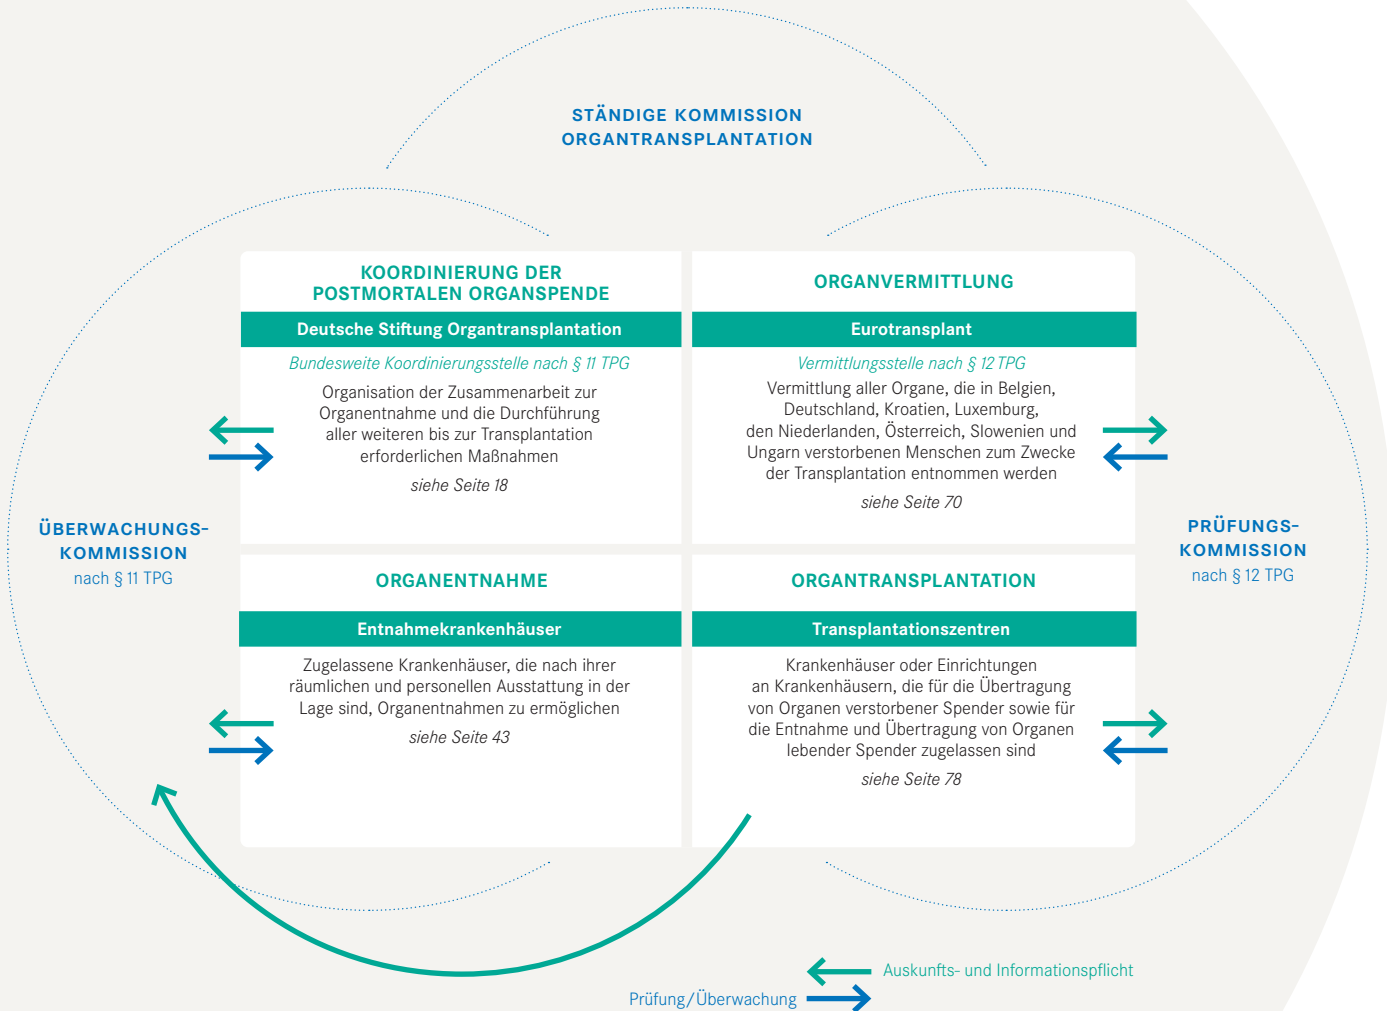 STÄNDIGE KOMMISSION
ORGANTRANSPLANTATION
KOORDINIERUNG DER
POSTMORTALEN ORGANSPENDE
Deutsche Stiftung Organtransplantation
Bundesweite Koordinierungsstelle nach § 11 TPG
Organisation der Zusammenarbeit zur
Organentnahme und die Durchführung
aller weiteren bis zur Transplantation
erforderlichen Maßnahmen
siehe Seite 18
ORGANVERMITTLUNG
Eurotransplant
Vermittlungsstelle nach § 12 TPG
Vermittlung aller Organe, die in Belgien,
Deutschland, Kroatien, Luxemburg,
den Niederlanden, Österreich, Slowenien und
Ungarn verstorbenen Menschen zum Zwecke
der Transplantation entnommen werden
siehe Seite 70
ÜBERWACHUNGS-
KOMMISSION
nach § 11 TPG
PRÜFUNGS-
KOMMISSION
nach § 12 TPG
ORGANENTNAHME
Entnahmekrankenhäuser
Zugelassene Krankenhäuser, die nach ihrer
räumlichen und personellen Ausstattung in der
Lage sind, Organentnahmen zu ermöglichen
siehe Seite 43
ORGANTRANSPLANTATION
Transplantationszentren
Krankenhäuser oder Einrichtungen
an Krankenhäusern, die für die Übertragung
von Organen verstorbener Spender sowie für
die Entnahme und Übertragung von Organen
lebender Spender zugelassen sind
siehe Seite 78
Auskunfts- und Informationspflicht
Prüfung/Überwachung